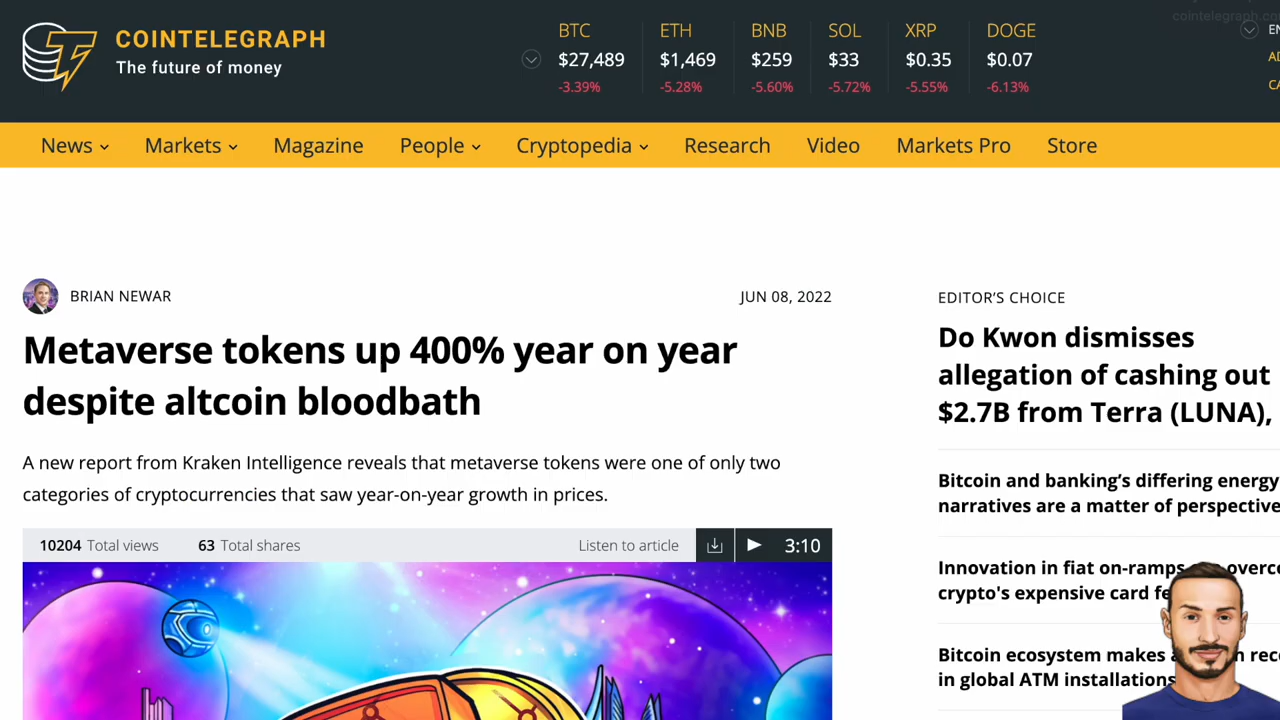 cointelegraph.co
COINTELEGRAPH
The future of money
BTC ETH BNB SOL XRP DOGE
$27,489 $1,469 $259 $33 $0.35 $0.07
-3.39% -5.28% -5.60% -5.72% -5.55% -6.13%
EN
AD
CA
News Markets Magazine People Cryptopedia Research Video Markets Pro Store
BRIAN NEWAR
JUN 08, 2022
Metaverse tokens up 400% year on year
despite altcoin bloodbath
A new report from Kraken Intelligence reveals that metaverse tokens were one of only two
categories of cryptocurrencies that saw year-on-year growth in prices.
10204 Total views 63 Total shares Listen to article 3:10
EDITOR'S CHOICE
Do Kwon dismisses
allegation of cashing out
$2.7B from Terra (LUNA),
Bitcoin and banking's differing energy
narratives are a matter of perspective
Innovation in fiat on-ramps overco
crypto's expensive card fe
Bitcoin ecosystem makes rec
in global ATM installations